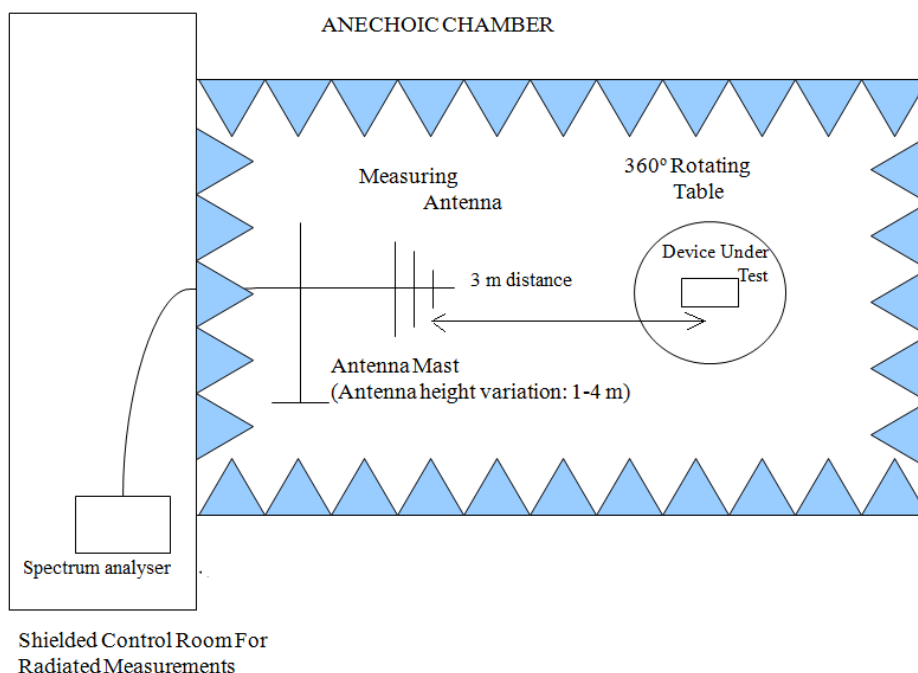 ANECHOIC CHAMBER
Measuring
Antenna
360º Rotating
Table
Device Under
Test
3 m distance
Antenna Mast
(Antenna height variation: 1-4 m)
Spectrum analyser
Shielded Control Room For
Radiated Measurements